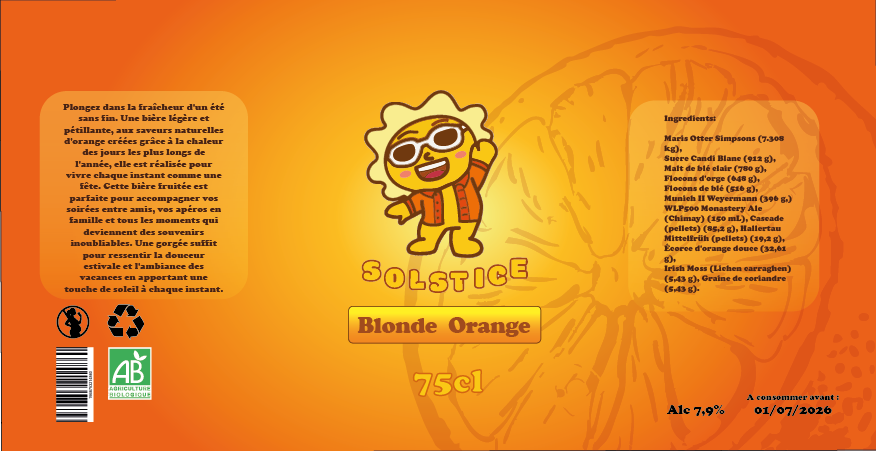 Plongez dans la fraîcheur d'un été
sans fin. Une bière légère et
pétillante, aux saveurs naturelles
d'orange créées grâce à la chaleur
des jours les plus longs de
l'année, elle est réalisée pour
vivre chaque instant comme une
fête. Cette bière fruitée est
parfaite pour accompagner vos
soirées entre amis, vos apéros en
famille et tous les moments qui
deviennent des souvenirs
inoubliables. Une gorgée suffit
pour ressentir la douceur
estivale et l'ambiance des
vacances en apportant une
touche de soleil à chaque instant.
AB
AGRICULTURE
BIOLOGIQUE
SOLSTICE
Blonde Orange
75cl
Ingredients:
Maris Otter Simpsons (7.308
kg),
Sucre Candi Blanc (912 g),
Malt de blé clair (780 g),
Flocons d'orge (648 g),
Flocons de blé (516 g),
Munich II Weyermann (396 g,)
WLP500 Monastery Ale
(Chimay) (150 mL), Cascade
(pellets) (85,2 g), Hallertau
Mittelfrüh (pellets) (19,2 g),
Écorce d'orange douce (32,61
g),
Irish Moss (Lichen carraghen)
(5,43 g), Graine de coriandre
(5,43 g).
Alc 7,9%
A consommer avant :
01/07/2026